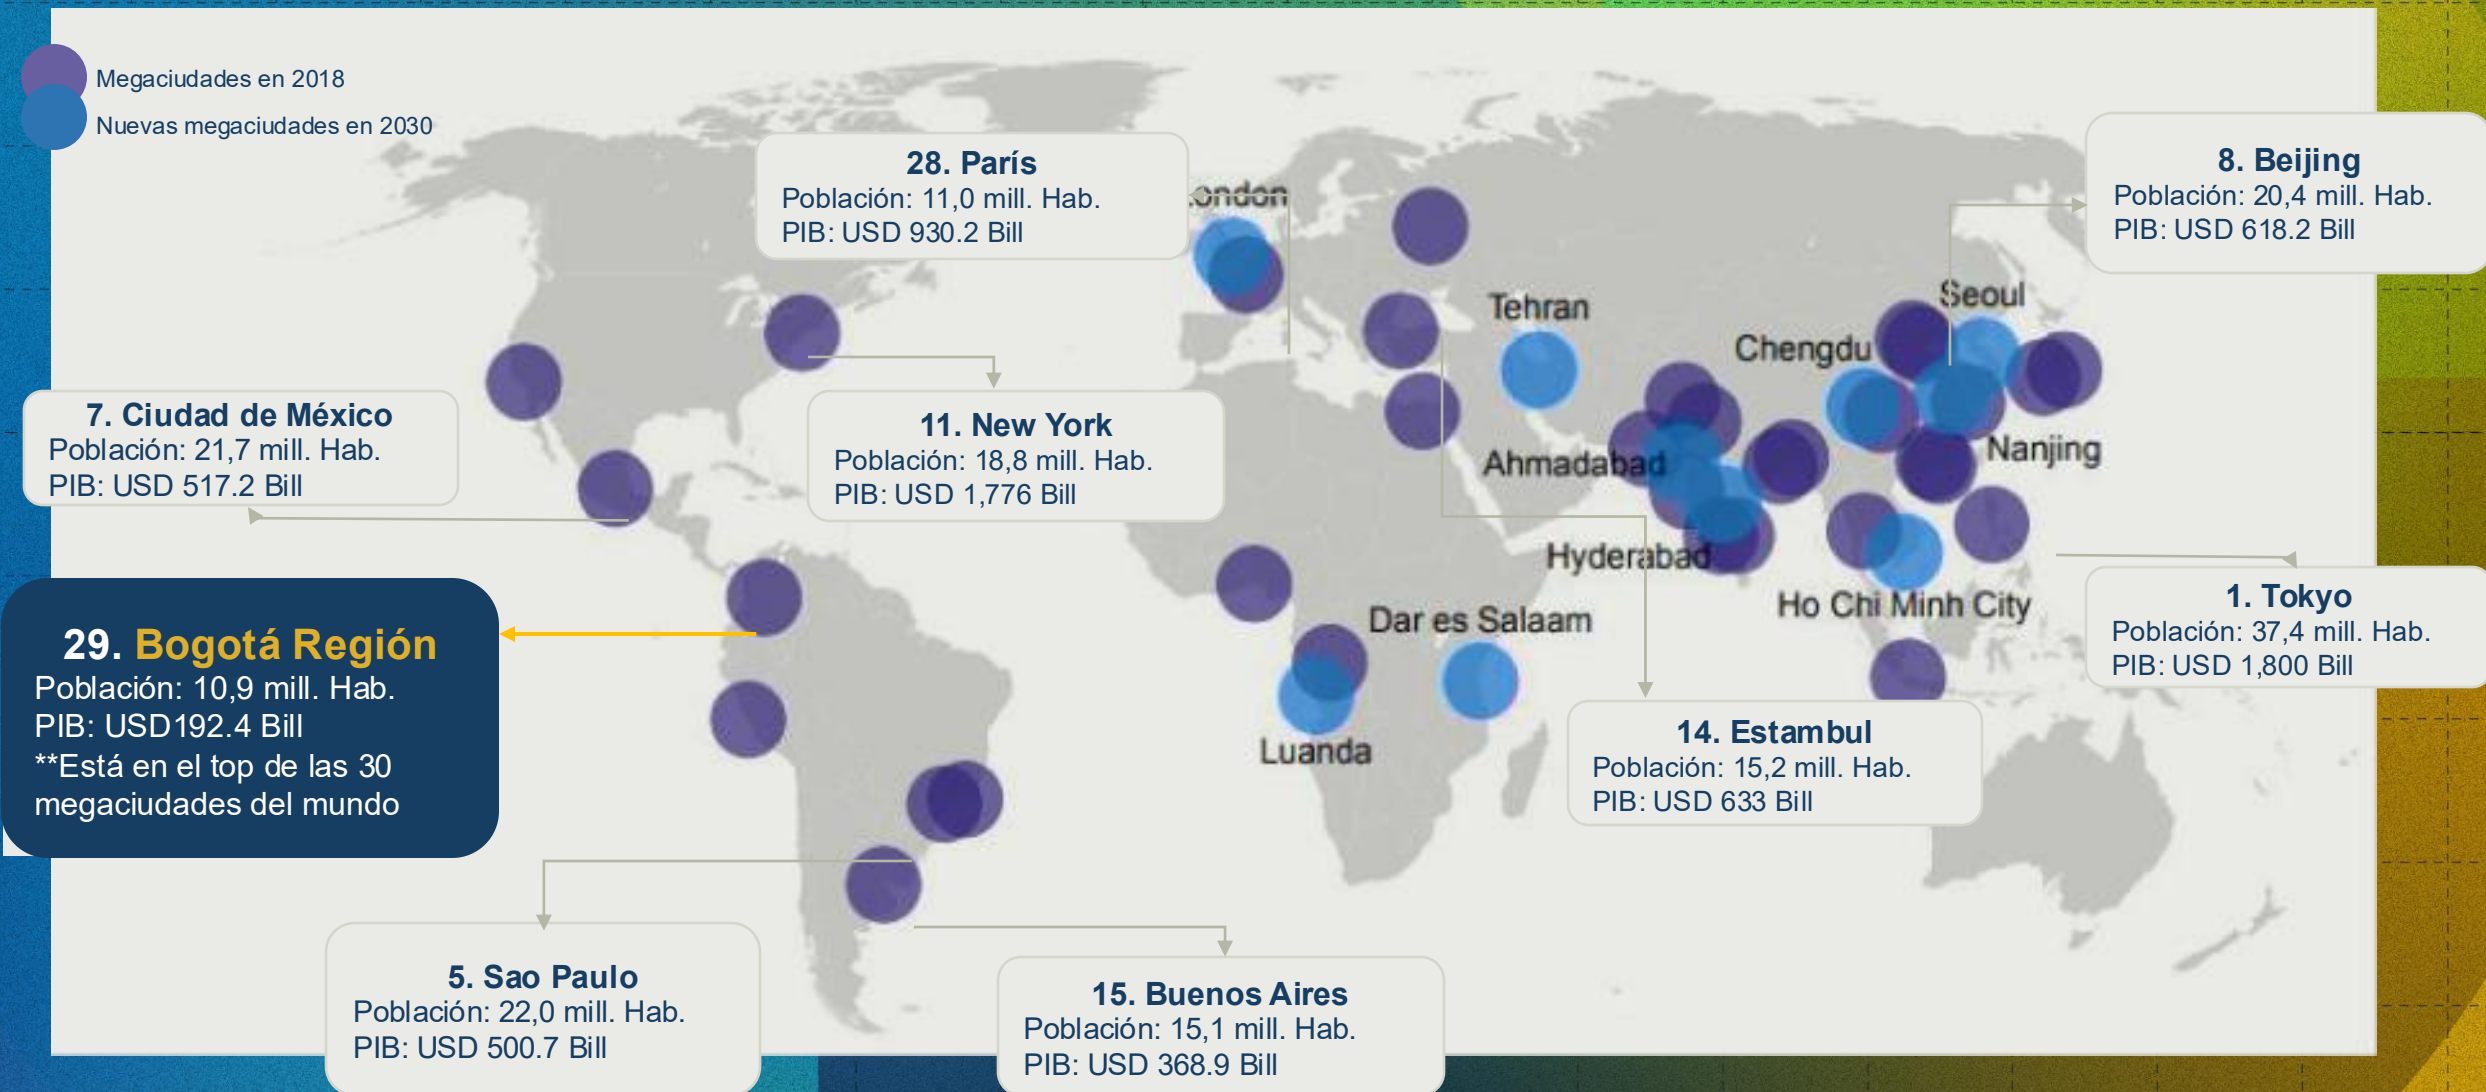 Megaciudades en 2018
Nuevas megaciudades en 2030
28. París
Población: 11,0 mill. Hab.
PIB: USD 930.2 Bill
8. Beijing
Población: 20,4 mill. Hab.
PIB: USD 618.2 Bill
ondon
Tehran
Seoul
Chengdu
7. Ciudad de México
Población: 21,7 mill. Hab.
PIB: USD 517.2 Bill
11. New York
Población: 18,8 mill. Hab.
PIB: USD 1,776 Bill
Ahmadabad
Nanjing
Hyderabad
Ho Chi Minh City
Dar es Salaam
Luanda
29. Bogotá Región
Población: 10,9 mill. Hab.
PIB: USD192.4 Bill
**Está en el top de las 30
megaciudades del mundo
1. Tokyo
Población: 37,4 mill. Hab.
PIB: USD 1,800 Bill
14. Estambul
Población: 15,2 mill. Hab.
PIB: USD 633 Bill
5. Sao Paulo
Población: 22,0 mill. Hab.
PIB: USD 500.7 Bill
15. Buenos Aires
Población: 15,1 mill. Hab.
PIB: USD 368.9 Bill